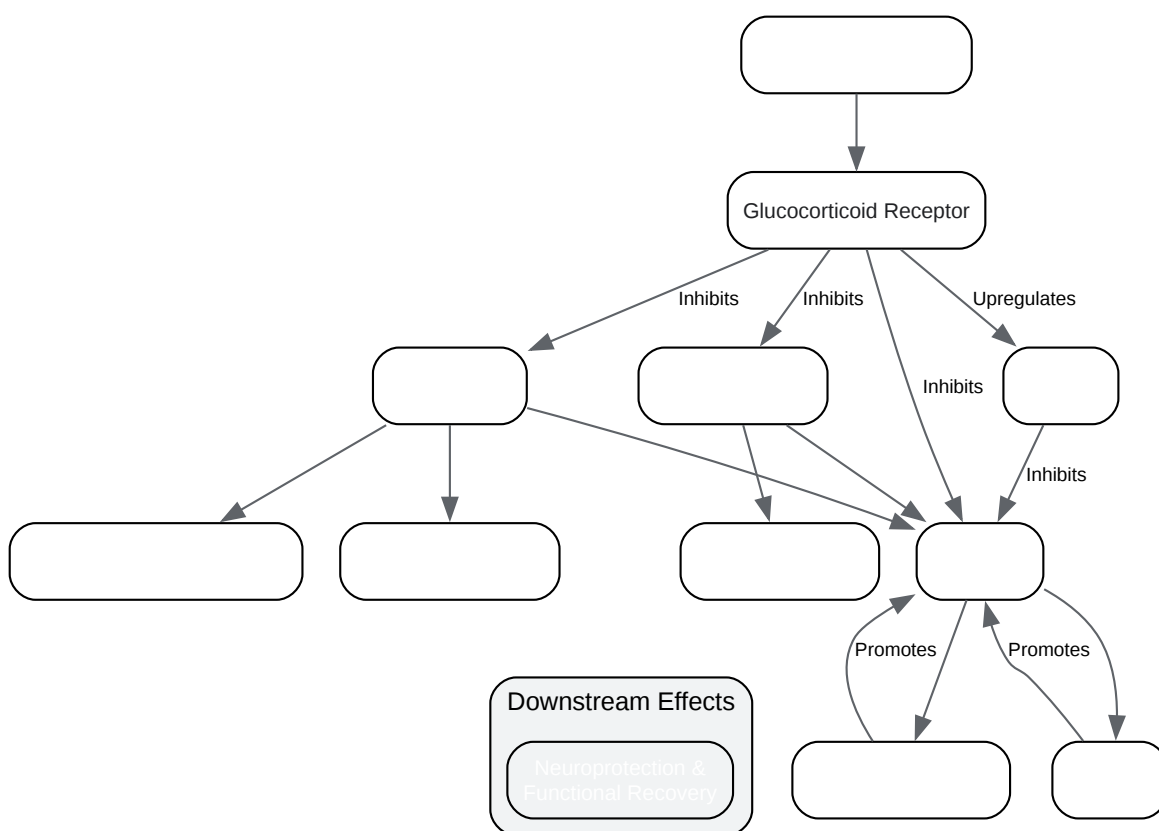 Glucocorticoid Receptor
Inhibits
Inhibits
Upregulates
Inhibits
Inhibits
Promotes
Promotes
Downstream Effects
Neuroprotection &
Functional Recovery